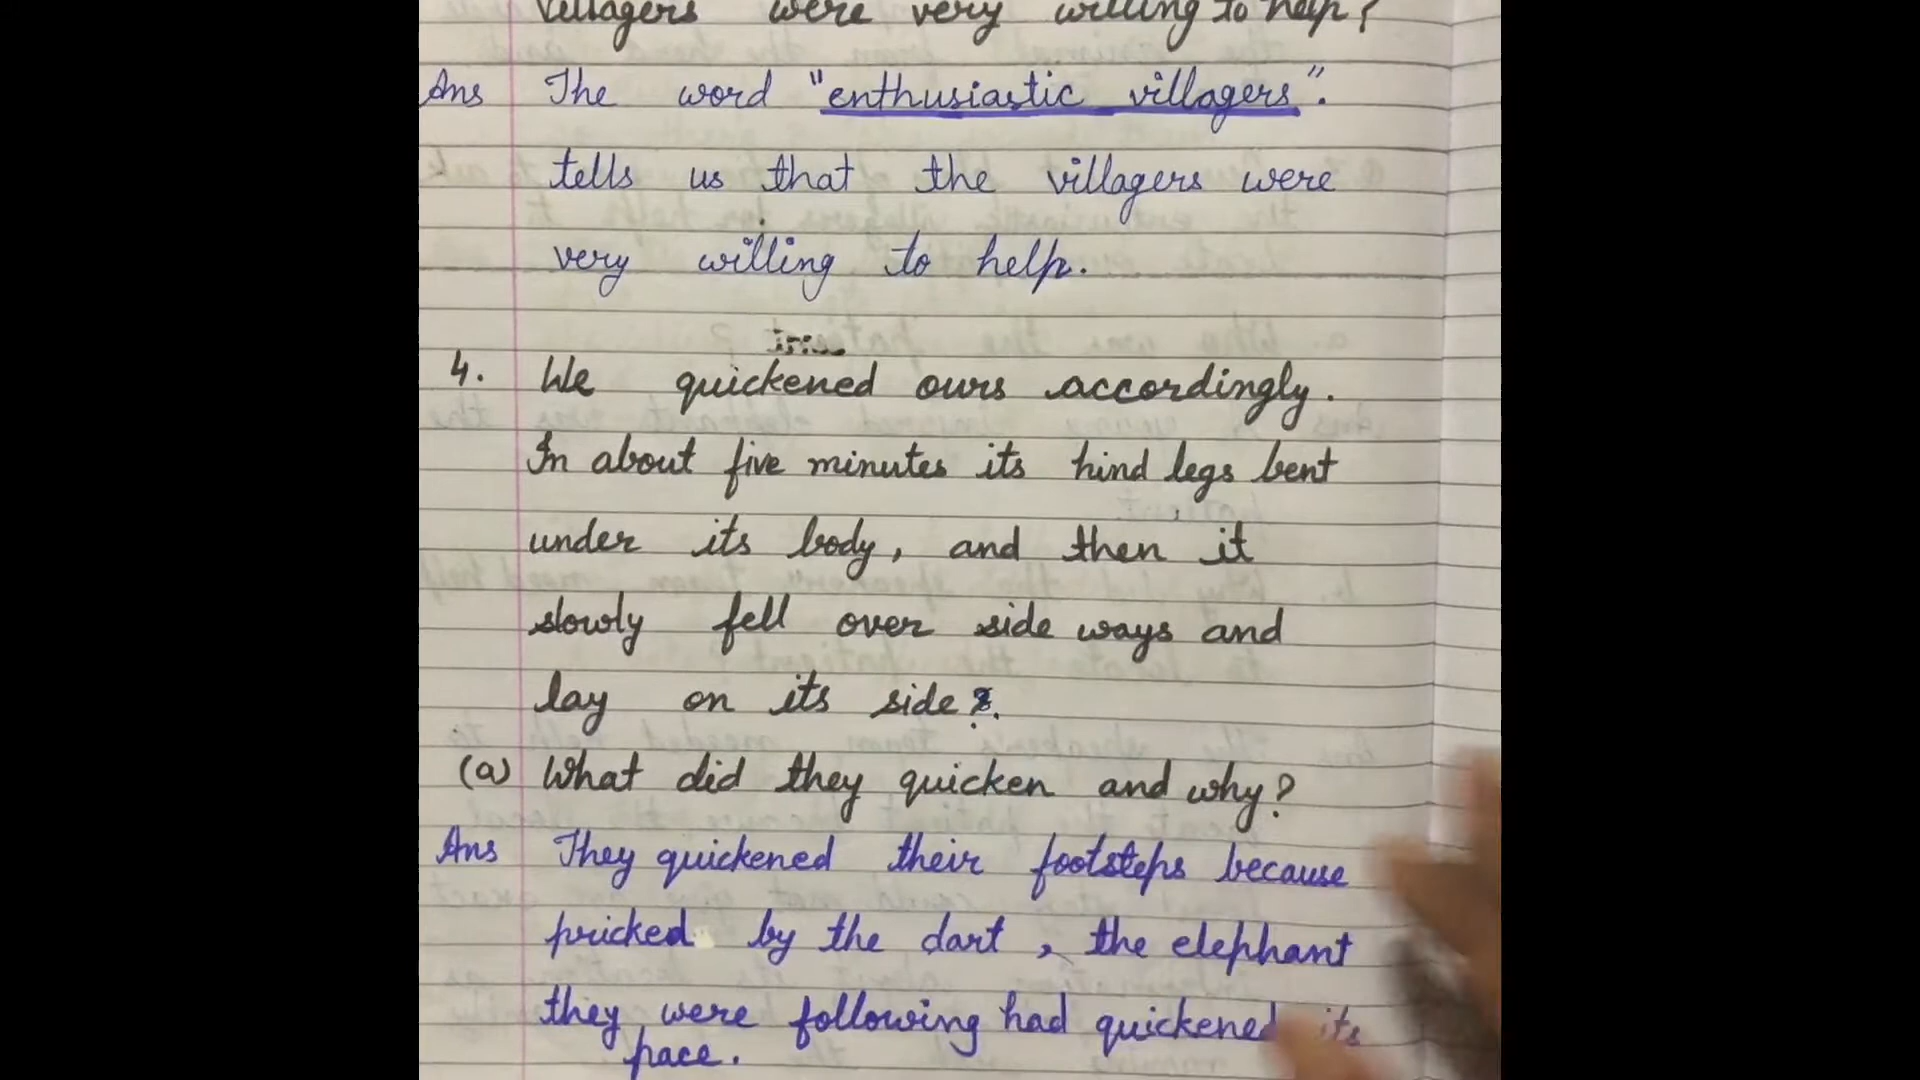 villagers were very willing to help?
Ans The word "enthusiastic villagers".
tells us that the villagers were
very willing to help.
4. We quickened ours accordingly.
In about five minutes its hind legs bent
under its body, and then it
slowly fell over side ways and
lay on its side.
(a) What did they quicken and why?
Ans They quickened their footsteps because
pricked by the dart, the elephant
they were following had quickened its
pace.